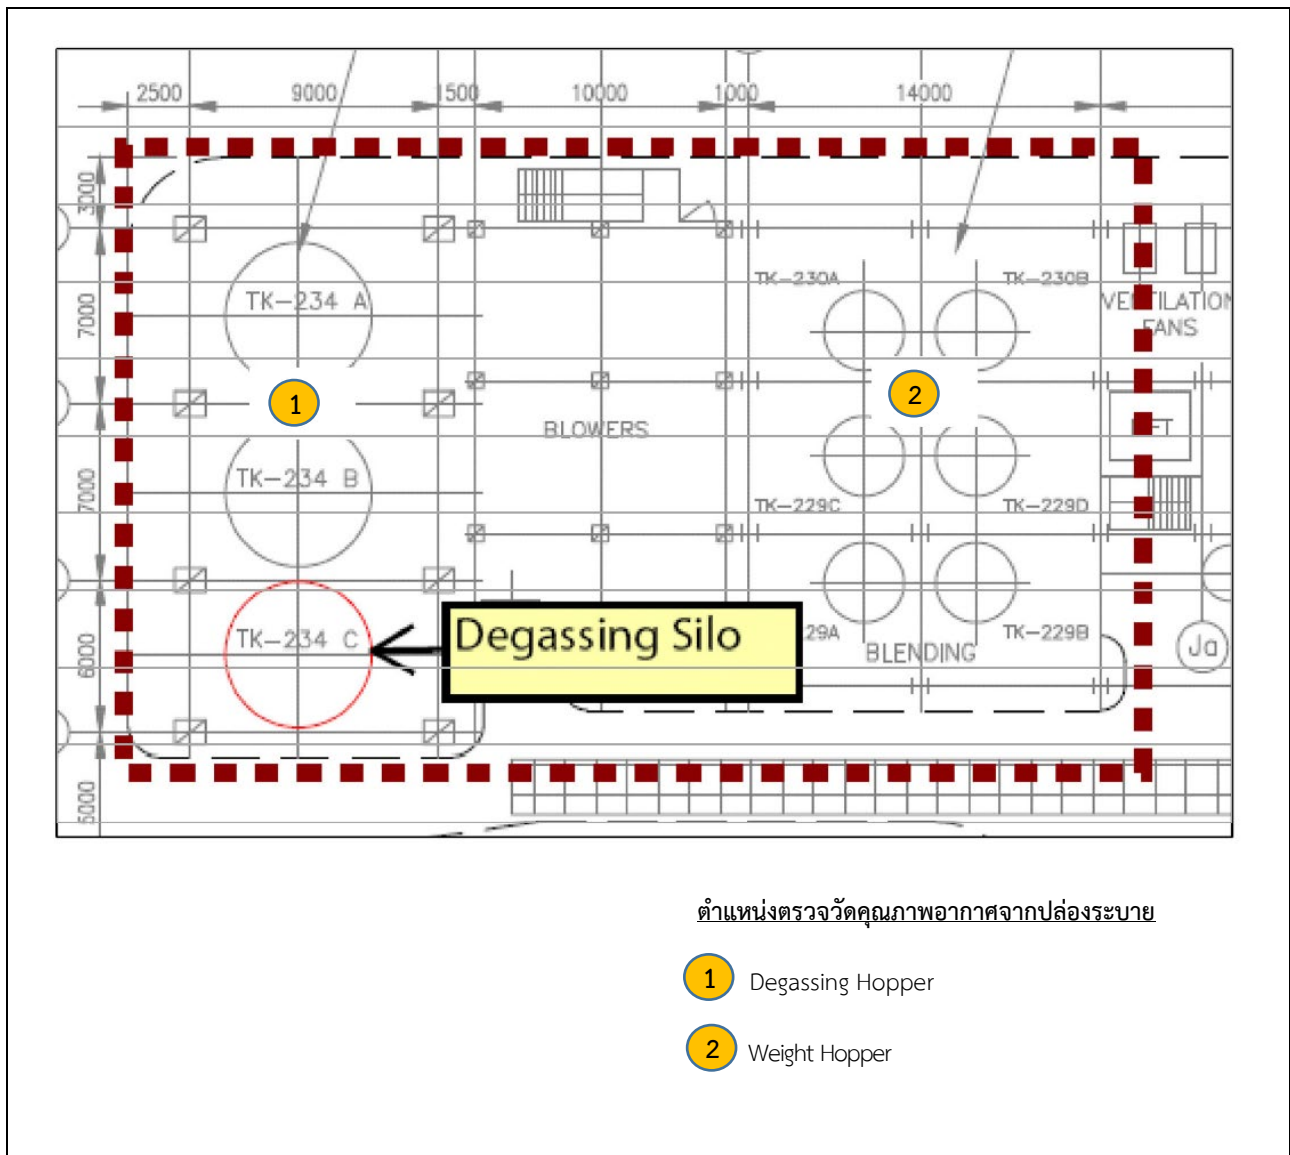 2500 9000 1500 10000 1000 14000
3000
7000
7000
6000
5000
TK-234 A
TK-230A TK-230B
VENTILATION
FANS
1
2
BLOWERS
LIFT
TK-234 B
TK-229C TK-229D
TK-234 C
Degassing Silo
229A TK-229B
BLENDING
Ja
ตำแหน่งตรวจวัดคุณภาพอากาศจากปล่องระบาย
1 Degassing Hopper
2 Weight Hopper